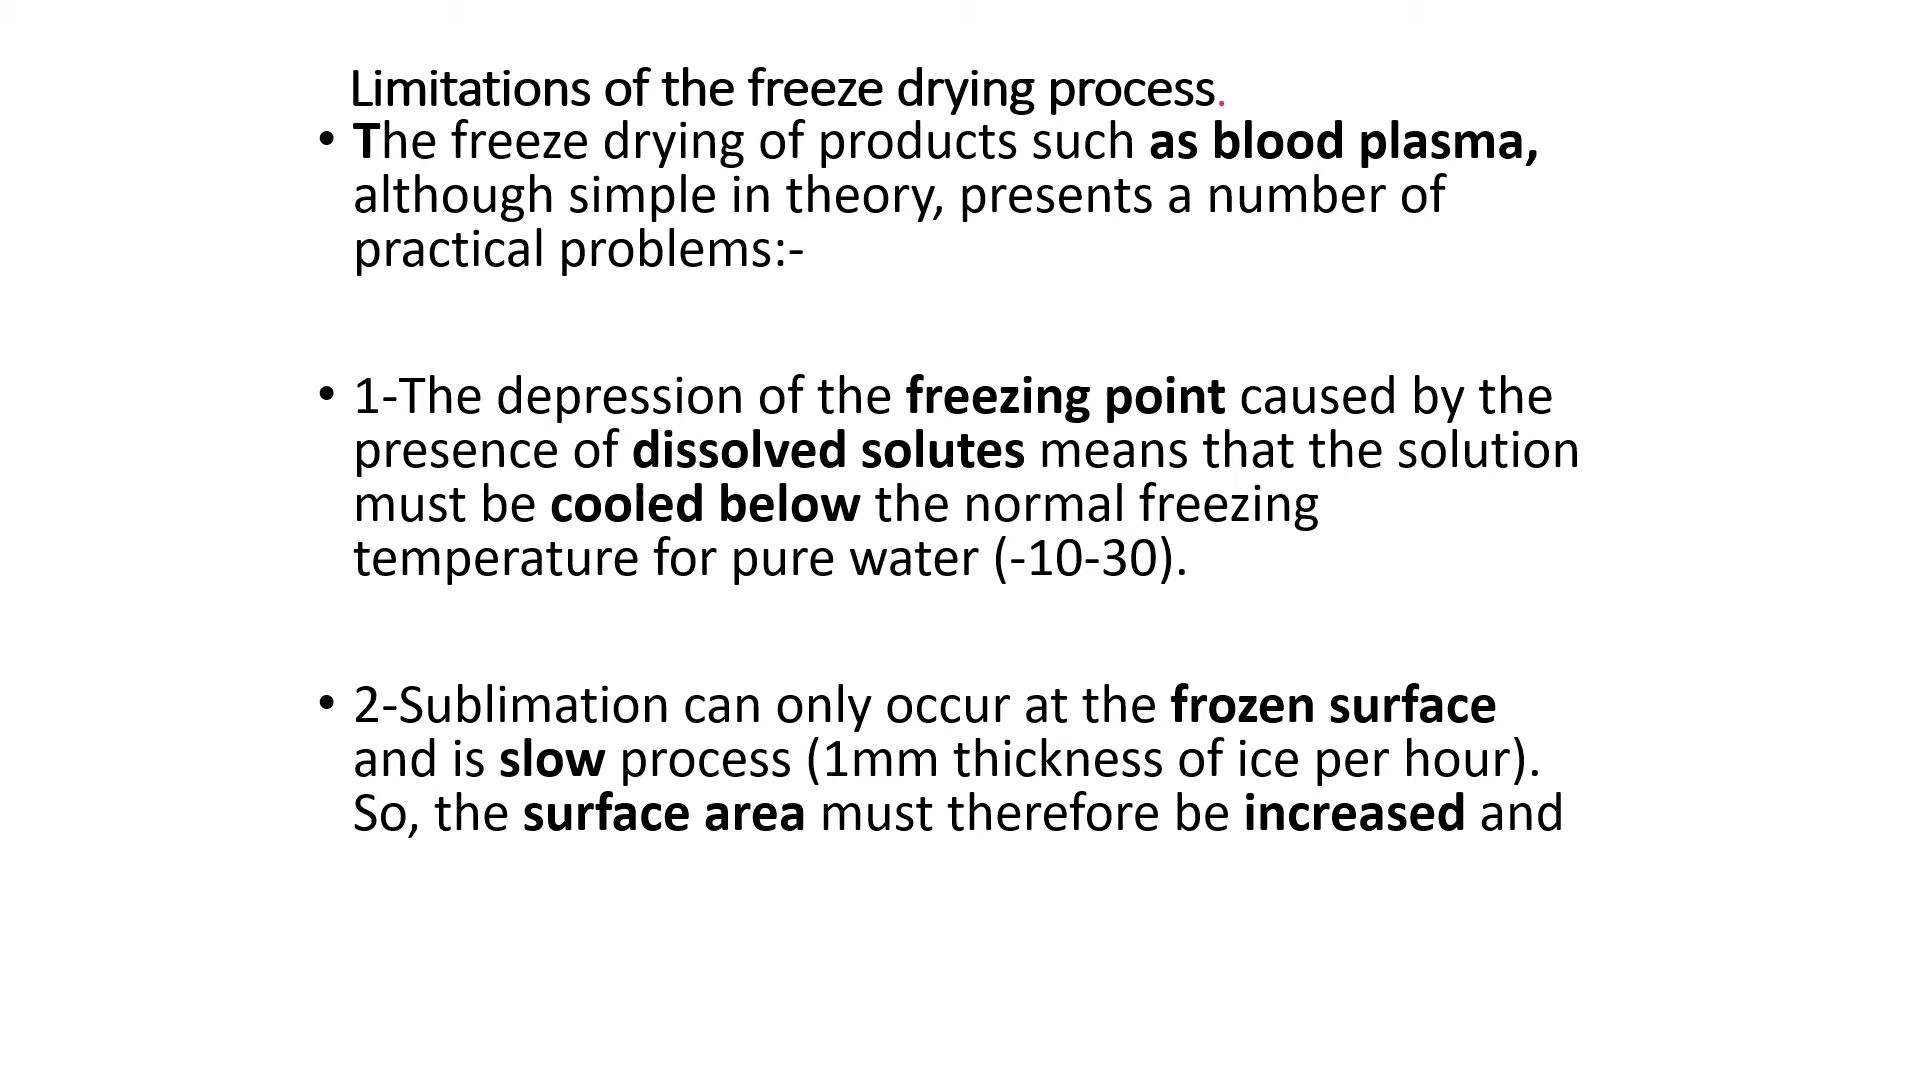 Limitations of the freeze drying process.
• The freeze drying of products such as blood plasma,
although simple in theory, presents a number of
practical problems:-
• 1-The depression of the freezing point caused by the
presence of dissolved solutes means that the solution
must be cooled below the normal freezing
temperature for pure water (-10-30).
• 2-Sublimation can only occur at the frozen surface
and is slow process (1mm thickness of ice per hour).
So, the surface area must therefore be increased and